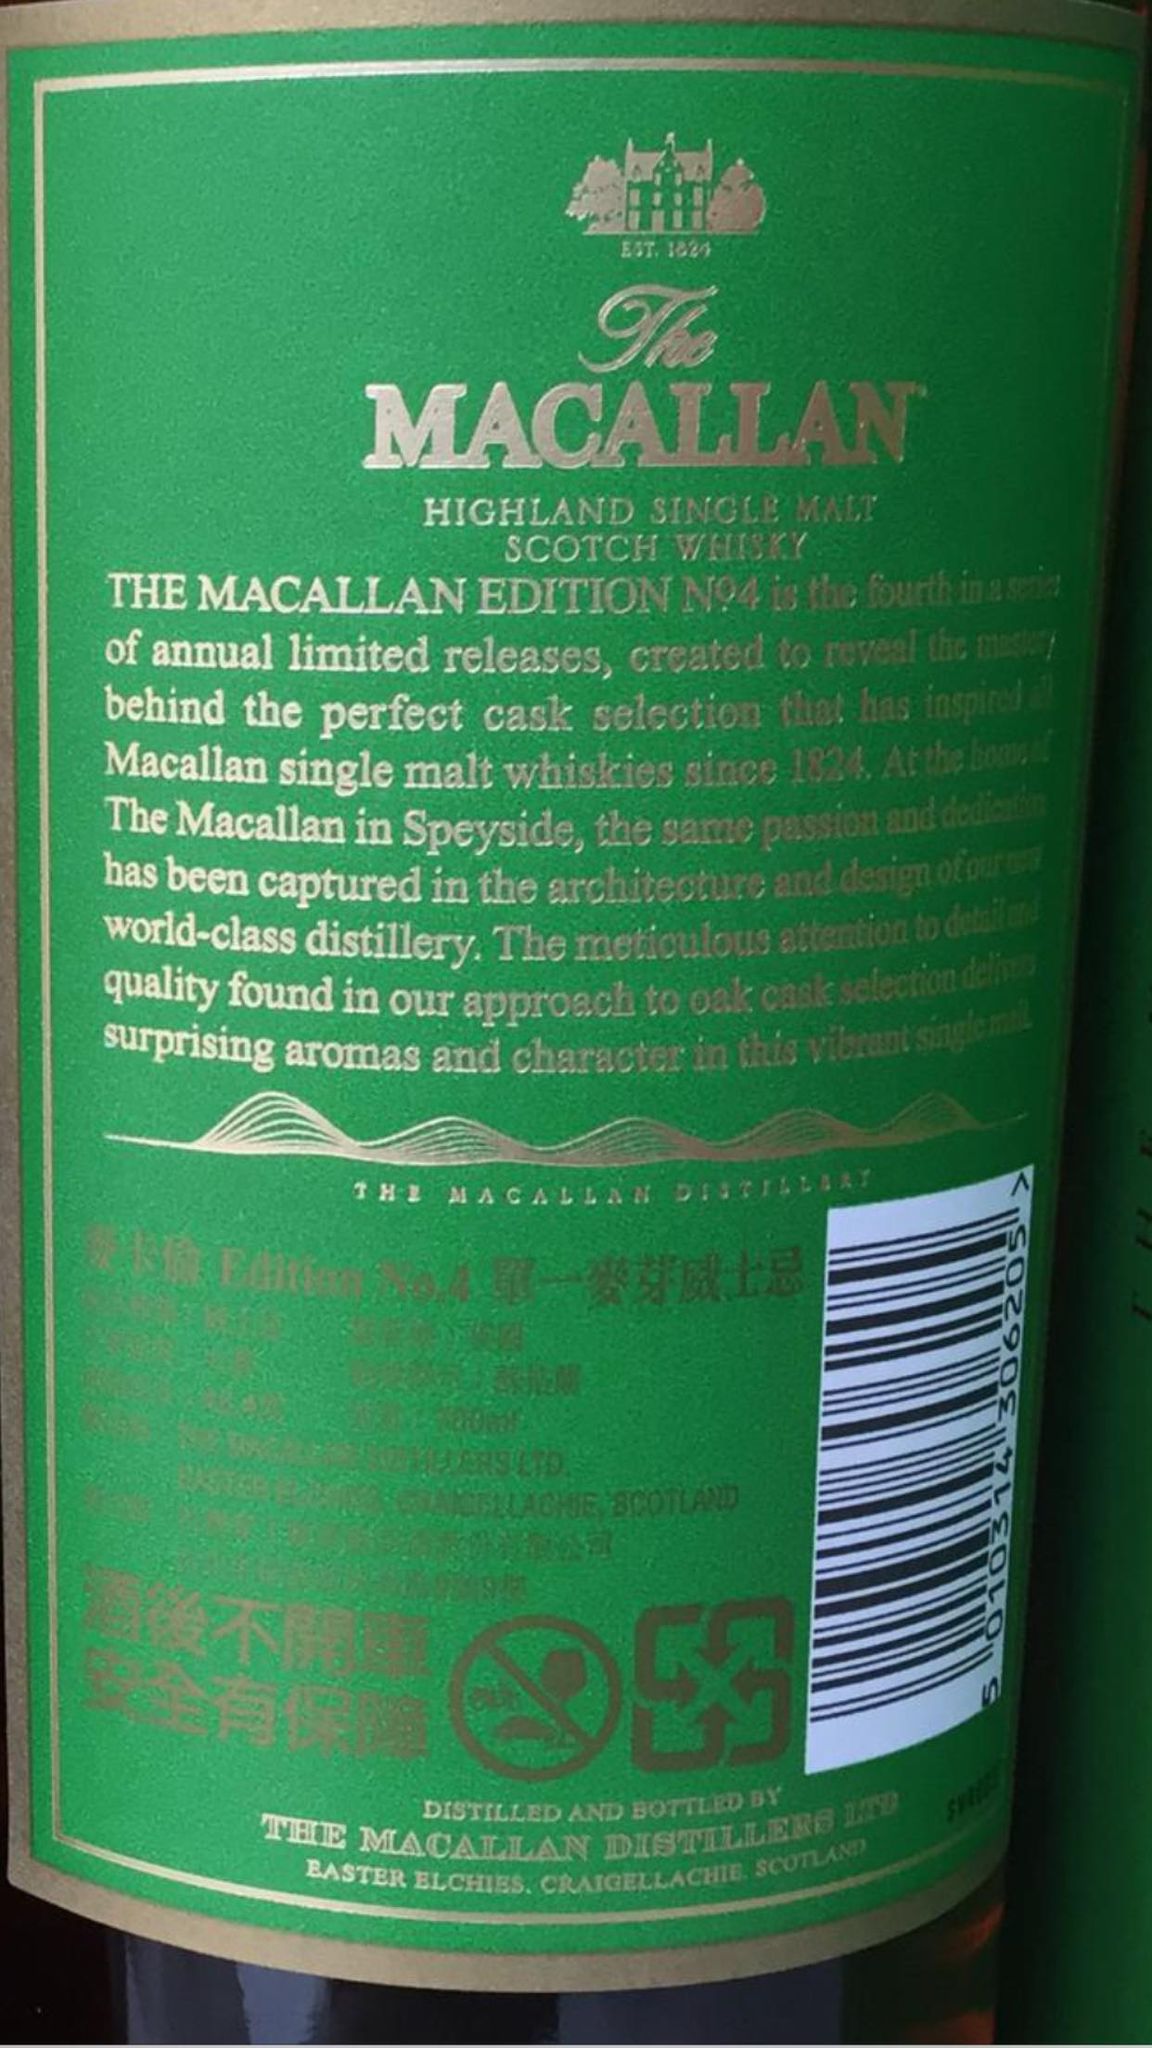 EST. 1824
The
MACALLAN
HIGHLAND SINGLE MALT
SCOTCH WHISKY
THE MACALLAN EDITION Nº4 is the fourth in a series
of annual limited releases, created to reveal the mastery
behind the perfect cask selection that has inspired all
Macallan single malt whiskies since 1824. At the home of
The Macallan in Speyside, the same passion and dedication
has been captured in the architecture and design of our new
world-class distillery. The meticulous attention to detail and
quality found in our approach to oak cask selection delivers
surprising aromas and character in this vibrant single malt.
THE MACALLAN DISTILLERY
麥卡倫 Edition No.4 單一麥芽威士忌
700ml
THE MACALLAN DISTILLERS LTD.
EASTER ELCHIES, CRAIGELLACHIE, SCOTLAND
酒後不開車
安全有保障
5 010314 306205 >
DISTILLED AND BOTTLED BY
THE MACALLAN DISTILLERS LTD
EASTER ELCHIES, CRAIGELLACHIE, SCOTLAND